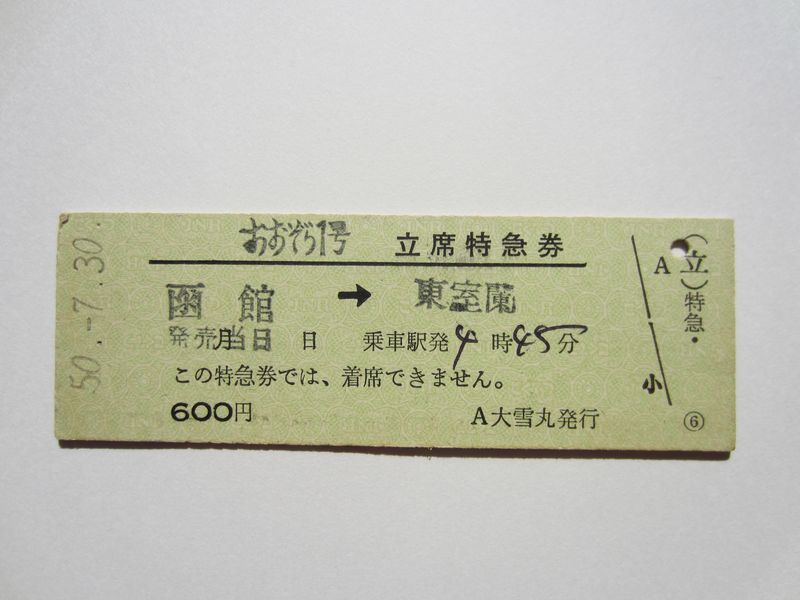 50.-7.30
おおぞら1号 立席特急券
函館 → 東室蘭
発売当日
月 日 乗車駅発 4時45分
この特急券では、着席できません。
600円 A大雪丸発行
A
小
(立)特急・
⑥